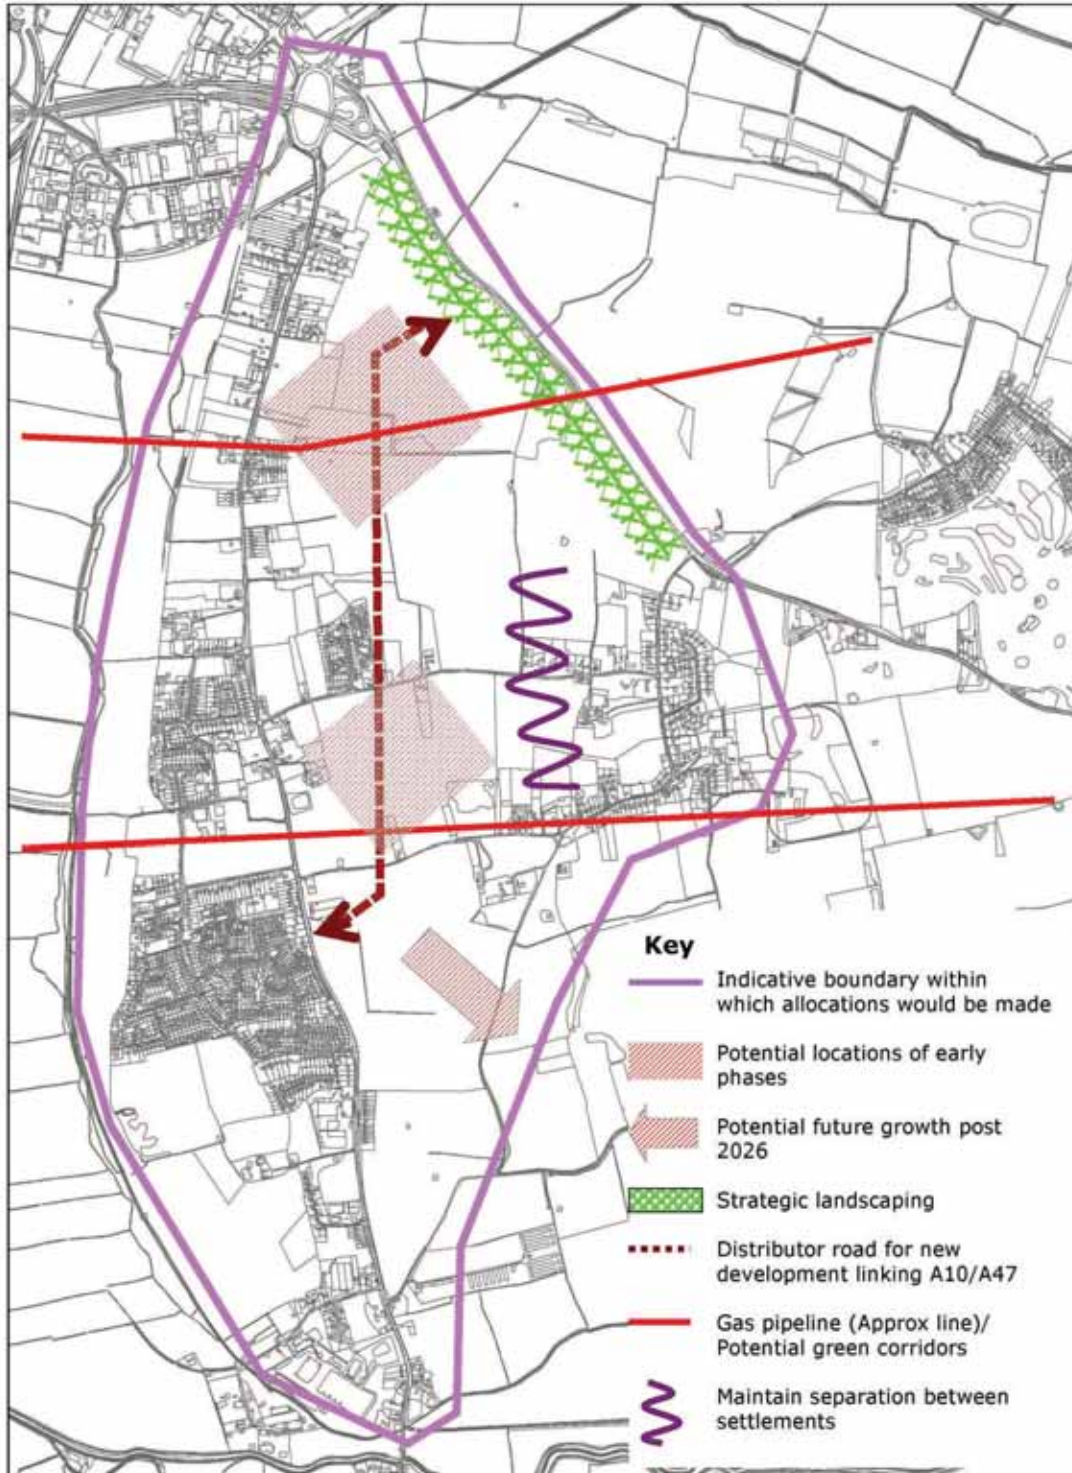 Key
Indicative boundary within
which allocations would be made
Potential locations of early
phases
Potential future growth post
2026
Strategic landscaping
Distributor road for new
development linking A10/A47
Gas pipeline (Approx line)/
Potential green corridors
Maintain separation between
settlements